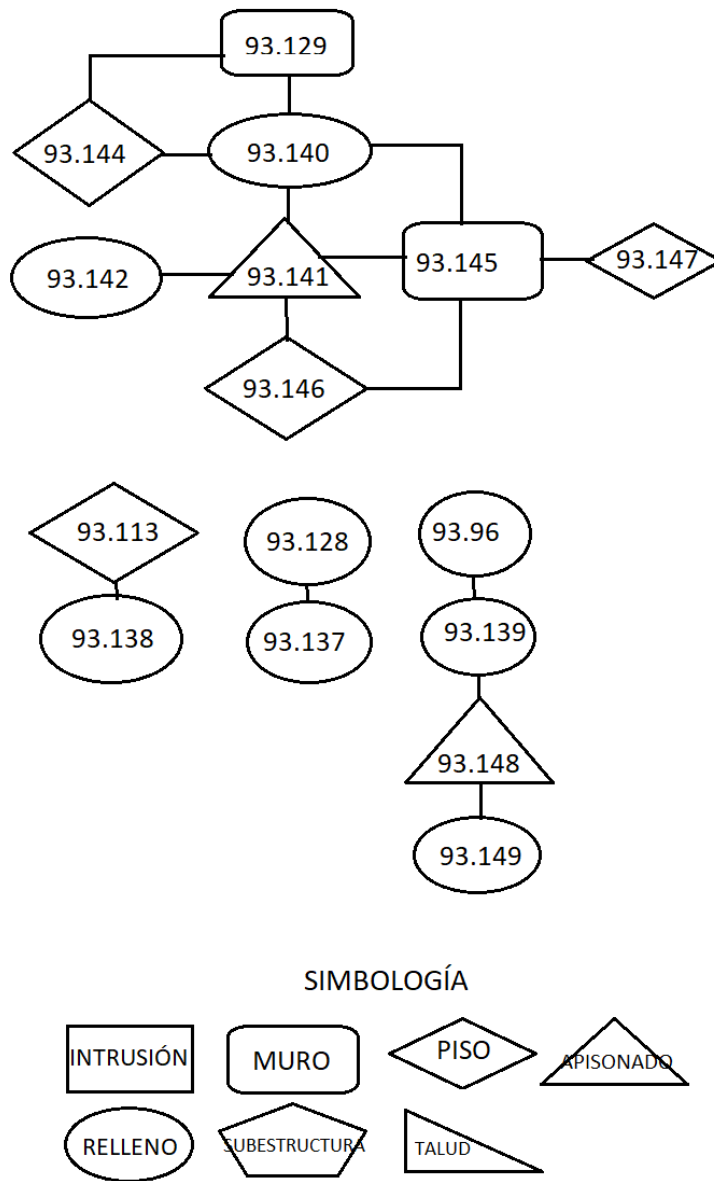 93.129
93.144
93.140
93.142
93.141
93.145
93.147
93.146
93.113
93.128
93.96
93.138
93.137
93.139
93.148
93.149
SIMBOLOGÍA
INTRUSIÓN
MURO
PISO
APISONADO
RELLENO
SUBESTRUCTURA
TALUD